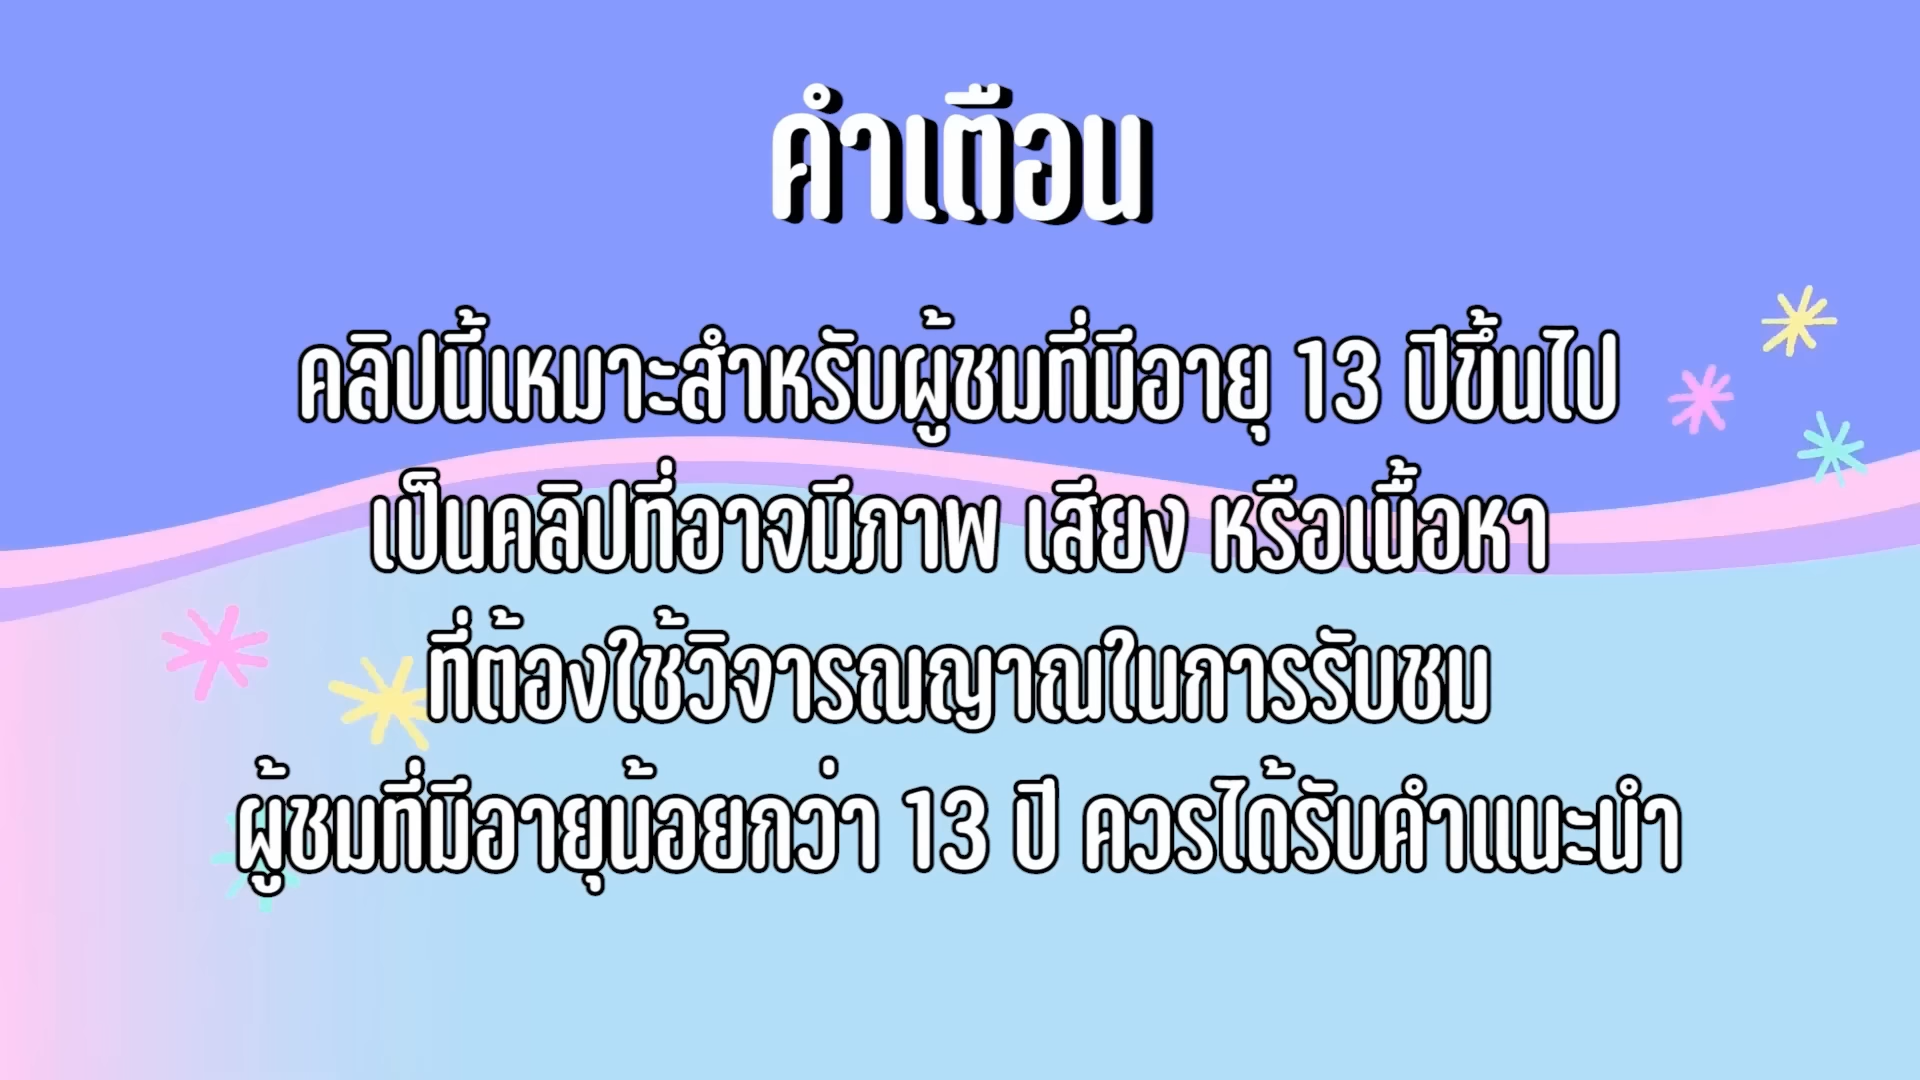 คำเตือน
คลิปนี้เหมาะสำหรับผู้ชมที่มีอายุ 13 ปีขึ้นไป
เป็นคลิปที่อาจมีภาพ เสียง หรือเนื้อหา
ที่ต้องใช้วิจารณญาณในการรับชม
ผู้ชมที่มีอายุน้อยกว่า 13 ปี ควรได้รับคำแนะนำ